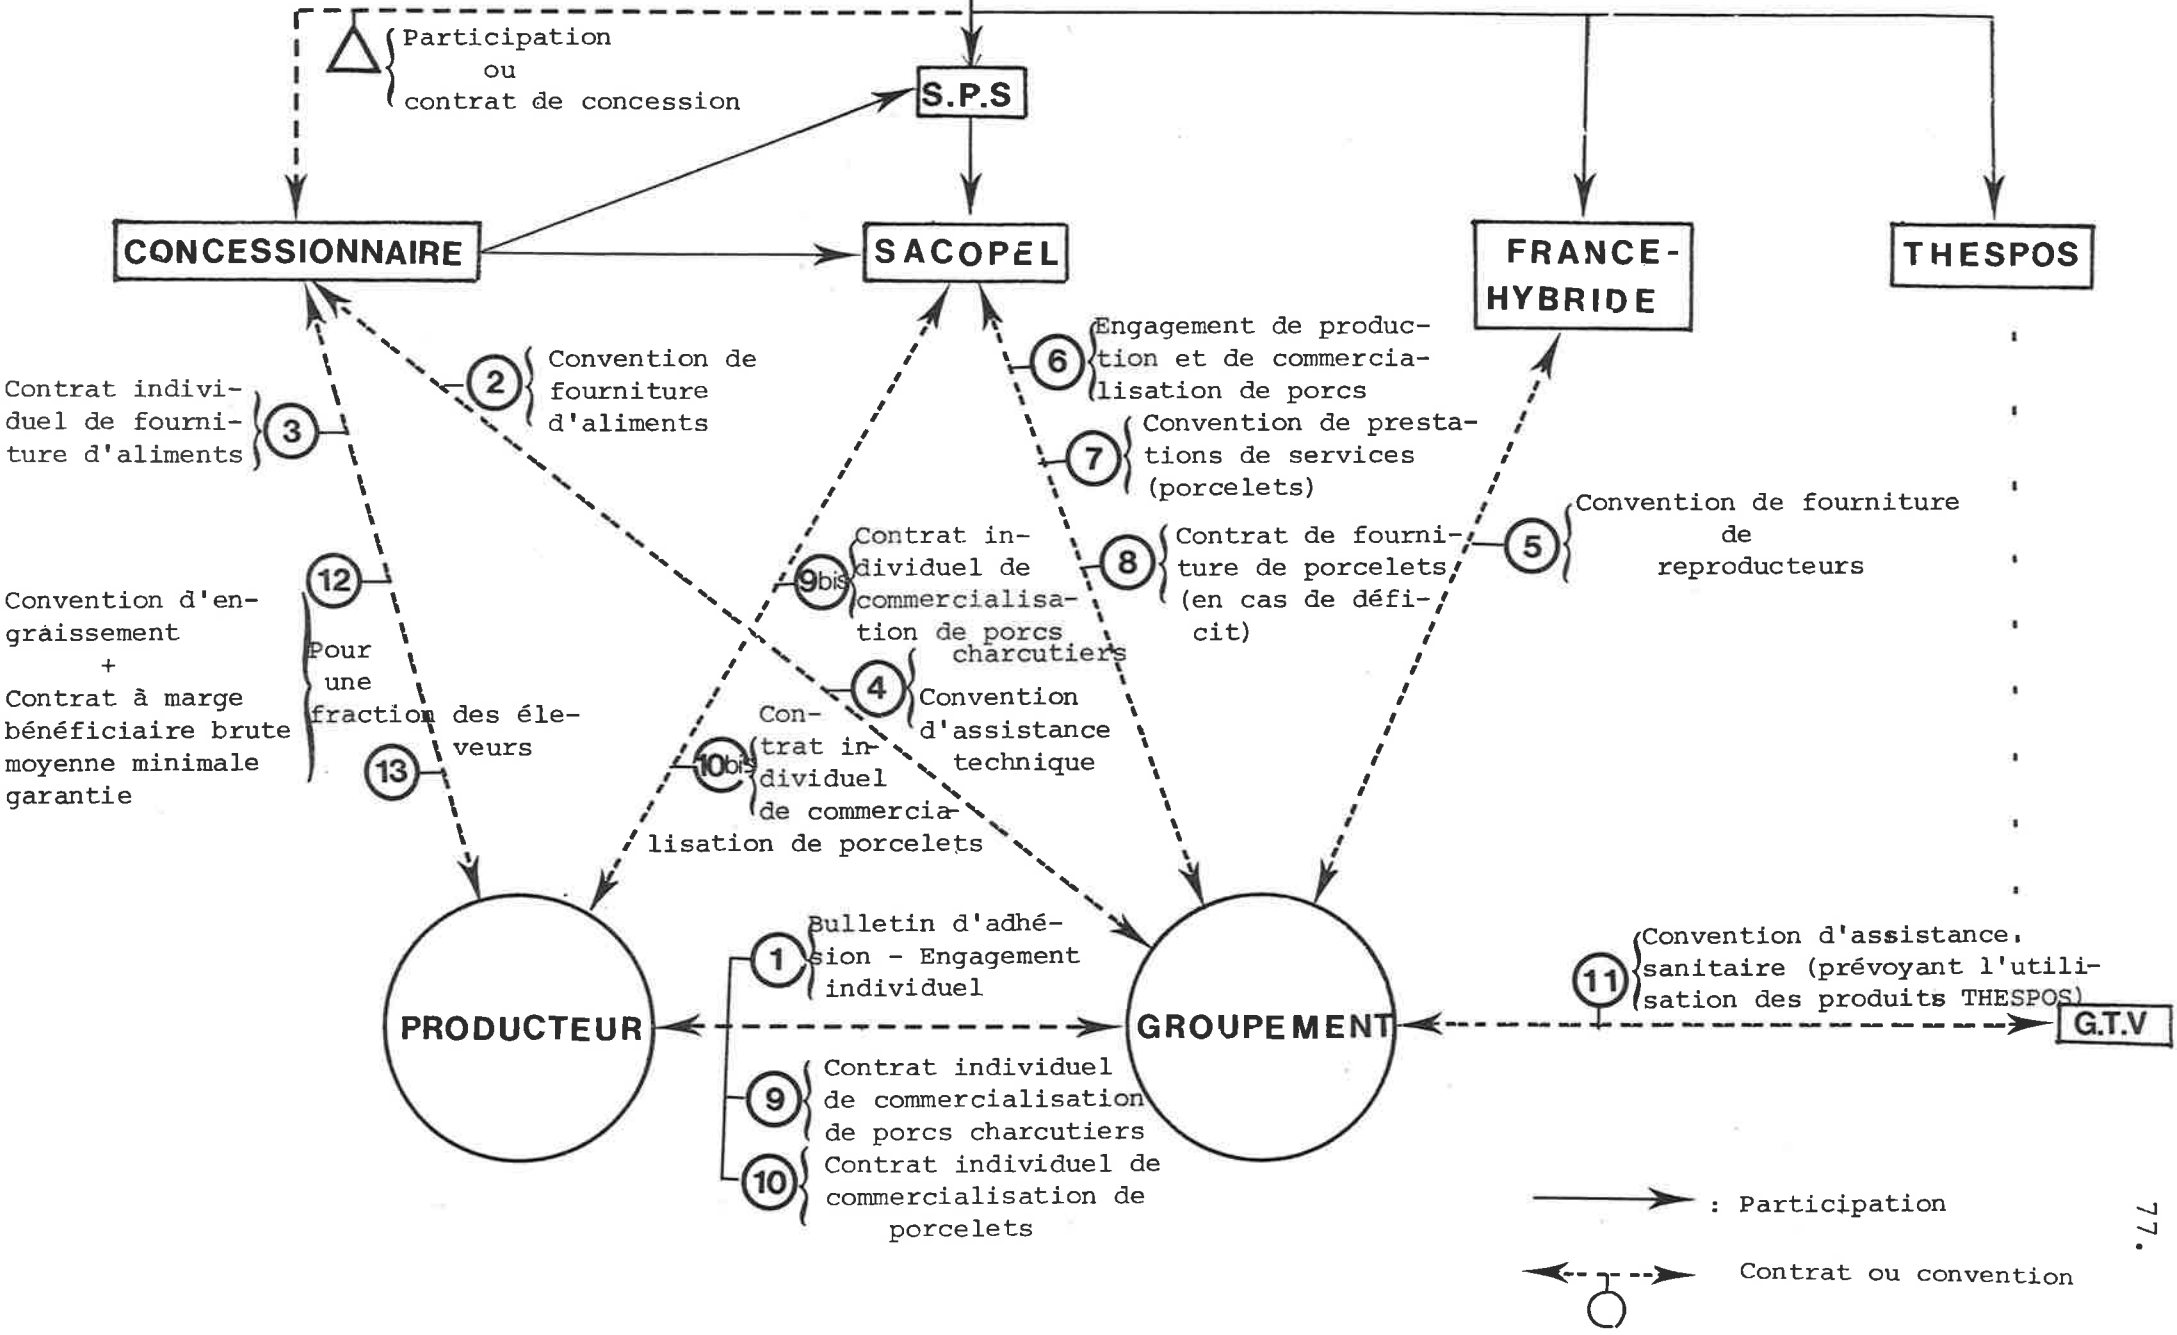 Participation
ou
contrat de concession
S.P.S
CONCESSIONNAIRE
SACOPEL
FRANCE-
HYBRIDE
THESPOS
2
Convention de
fourniture
d'aliments
6
Engagement de produc-
tion et de commercia-
lisation de porcs
Contrat indivi-
duel de fourni-
ture d'aliments
3
7
Convention de presta-
tions de services
(porcelets)
5
Convention de fourniture
de
reproducteurs
8
Contrat de fourni-
ture de porcelets
(en cas de défi-
cit)
9bis
Contrat in-
dividuel de
commercialisa-
tion de porcs
charcutiers
12
Convention d'en-
graissement
+
Contrat à marge
bénéficiaire brute
moyenne minimale
garantie
Pour
une
fraction des éle-
veurs
13
4
Convention
d'assistance
technique
10bis
Con-
trat in-
dividuel
de commercia-
lisation de porcelets
1
Bulletin d'adhé-
sion - Engagement
individuel
11
Convention d'assistance
sanitaire (prévoyant l'utili-
sation des produits THESPOS)
PRODUCTEUR
GROUPEMENT
G.T.V
9
Contrat individuel
de commercialisation
de porcs charcutiers
10
Contrat individuel de
commercialisation de
porcelets
: Participation
Contrat ou convention
77.